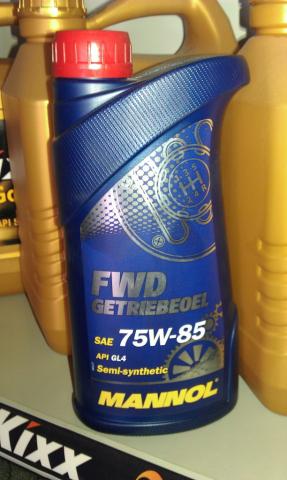 FWD
GETRIEBEOEL
SAE 75W-85
API GL4
Semi-synthetic
MANNOL
Kixx